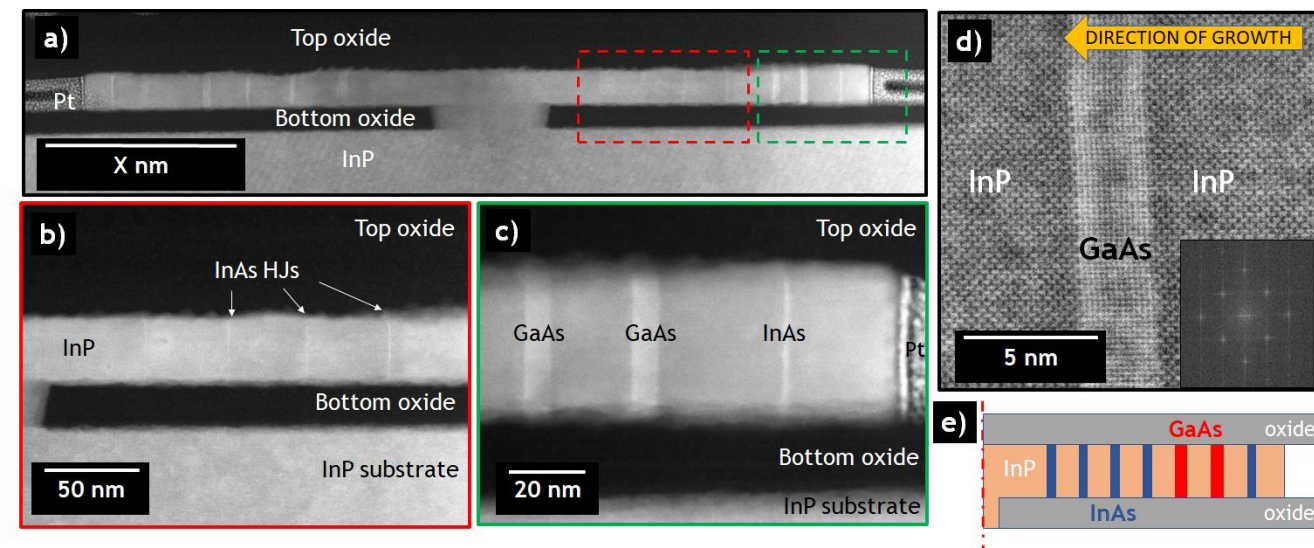 a)
Top oxide
Pt
Bottom oxide
X nm
InP
b)
Top oxide
InAs HJs
InP
Bottom oxide
50 nm
InP substrate
c)
Top oxide
GaAs
GaAs
InAs
Pt
Bottom oxide
20 nm
InP substrate
d)
DIRECTION OF GROWTH
InP
InP
GaAs
5 nm
e)
GaAs
oxide
InP
InAs
oxide